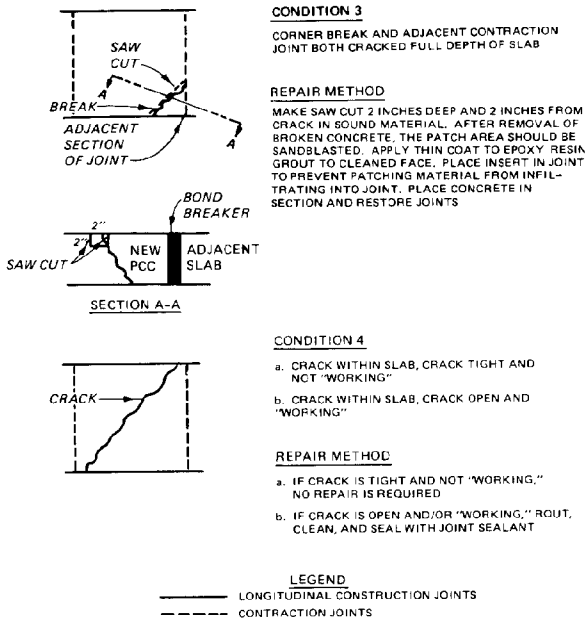 CONDITION 3
CORNER BREAK AND ADJACENT CONTRACTION
JOINT BOTH CRACKED FULL DEPTH OF SLAB
SAW
CUT
A
BREAK
A
ADJACENT
SECTION
OF JOINT
REPAIR METHOD
MAKE SAW CUT 2 INCHES DEEP AND 2 INCHES FROM
CRACK IN SOUND MATERIAL. AFTER REMOVAL OF
BROKEN CONCRETE, THE PATCH AREA SHOULD BE
SANDBLASTED. APPLY THIN COAT TO EPOXY RESIN
GROUT TO CLEANED FACE. PLACE INSERT IN JOINT
TO PREVENT PATCHING MATERIAL FROM INFIL-
TRATING INTO JOINT. PLACE CONCRETE IN
SECTION AND RESTORE JOINTS
BOND
BREAKER
2"
2"
SAW CUT
NEW
PCC
ADJACENT
SLAB
SECTION A-A
CONDITION 4
a. CRACK WITHIN SLAB, CRACK TIGHT AND
NOT "WORKING"
b. CRACK WITHIN SLAB, CRACK OPEN AND
"WORKING"
CRACK
REPAIR METHOD
a. IF CRACK IS TIGHT AND NOT "WORKING,"
NO REPAIR IS REQUIRED
b. IF CRACK IS OPEN AND/OR "WORKING," ROUT,
CLEAN, AND SEAL WITH JOINT SEALANT
LEGEND
LONGITUDINAL CONSTRUCTION JOINTS
CONTRACTION JOINTS